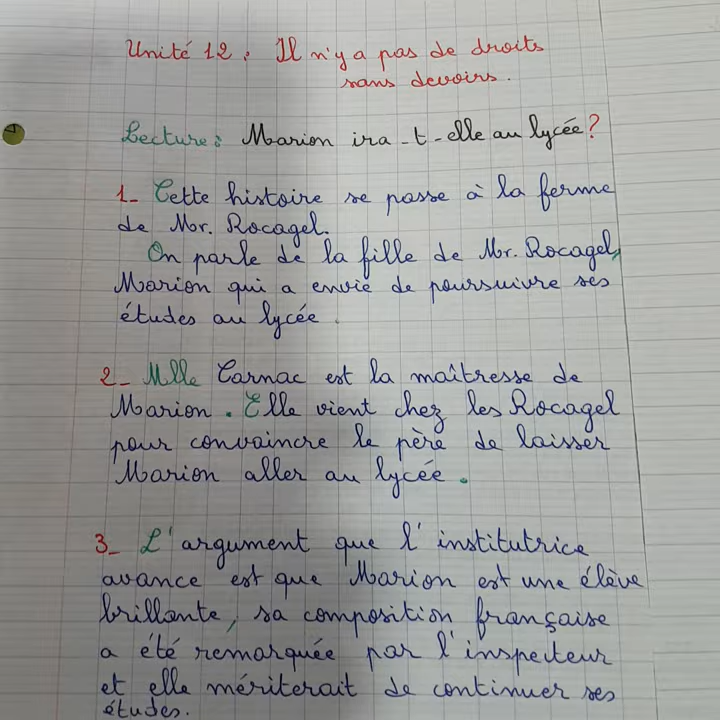 Unité 12 : Il n'y a pas de droits
sans devoirs.
Lecture : Marion ira-t-elle au lycée ?
1- Cette histoire se passe à la ferme
de Mr. Rocagel.
On parle de la fille de Mr. Rocagel,
Marion qui a envie de poursuivre ses
études au lycée.
2- Mlle Carnac est la maîtresse de
Marion. Elle vient chez les Rocagel
pour convaincre le père de laisser
Marion aller au lycée.
3- L'argument que l'institutrice
avance est que Marion est une élève
brillante, sa composition française
a été remarquée par l'inspecteur
et elle mériterait de continuer ses
études.